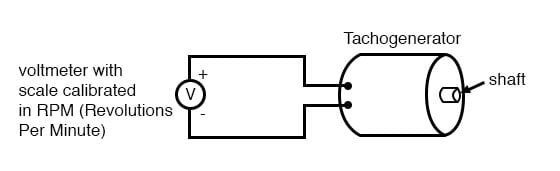 Tachogenerator
voltmeter with
scale calibrated
in RPM (Revolutions
Per Minute)
+
V
-
shaft